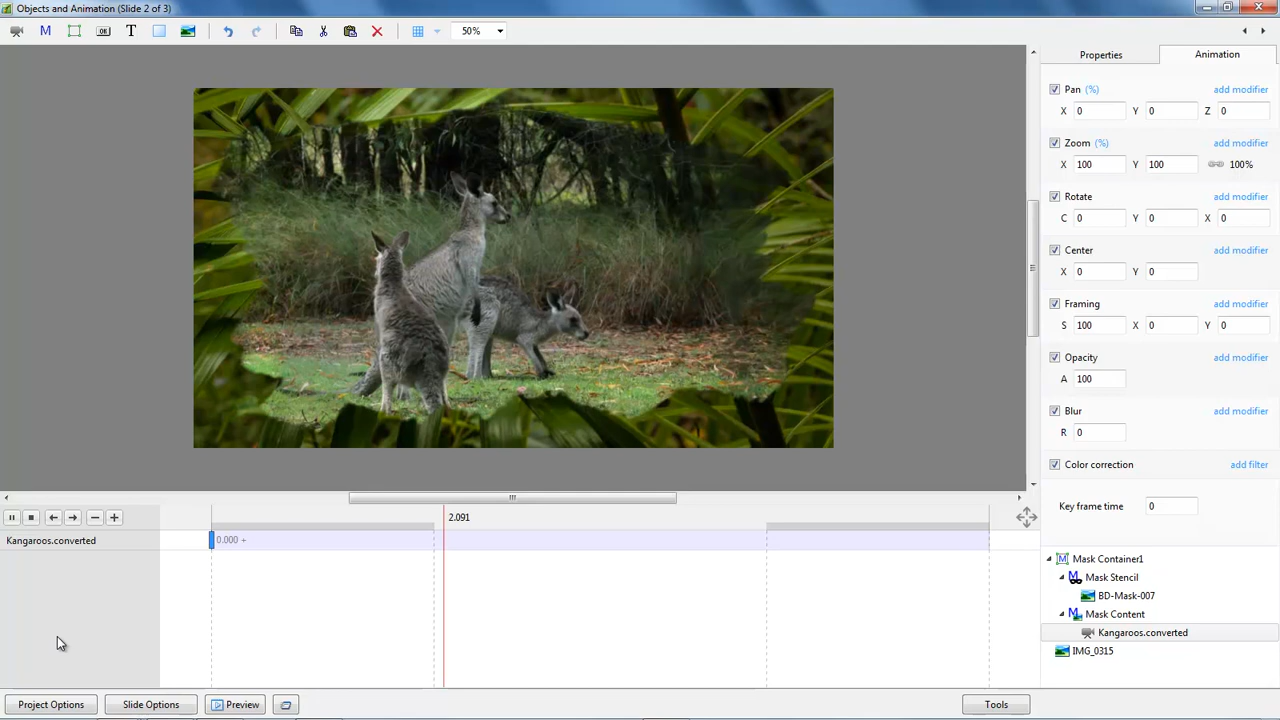 Objects and Animation (Slide 2 of 3)
M
OK
T
50%
Properties
Animation
Pan (%)
add modifier
X 0 Y 0 Z 0
Zoom (%)
add modifier
X 100 Y 100 100%
Rotate
add modifier
C 0 Y 0 X 0
Center
add modifier
X 0 Y 0
Framing
add modifier
S 100 X 0 Y 0
Opacity
add modifier
A 100
Blur
add modifier
R 0
Color correction
add filter
Key frame time 0
2.091
Kangaroos.converted
0.000 +
M Mask Container1
M Mask Stencil
BD-Mask-007
M Mask Content
Kangaroos.converted
IMG_0315
Project Options
Slide Options
Preview
Tools